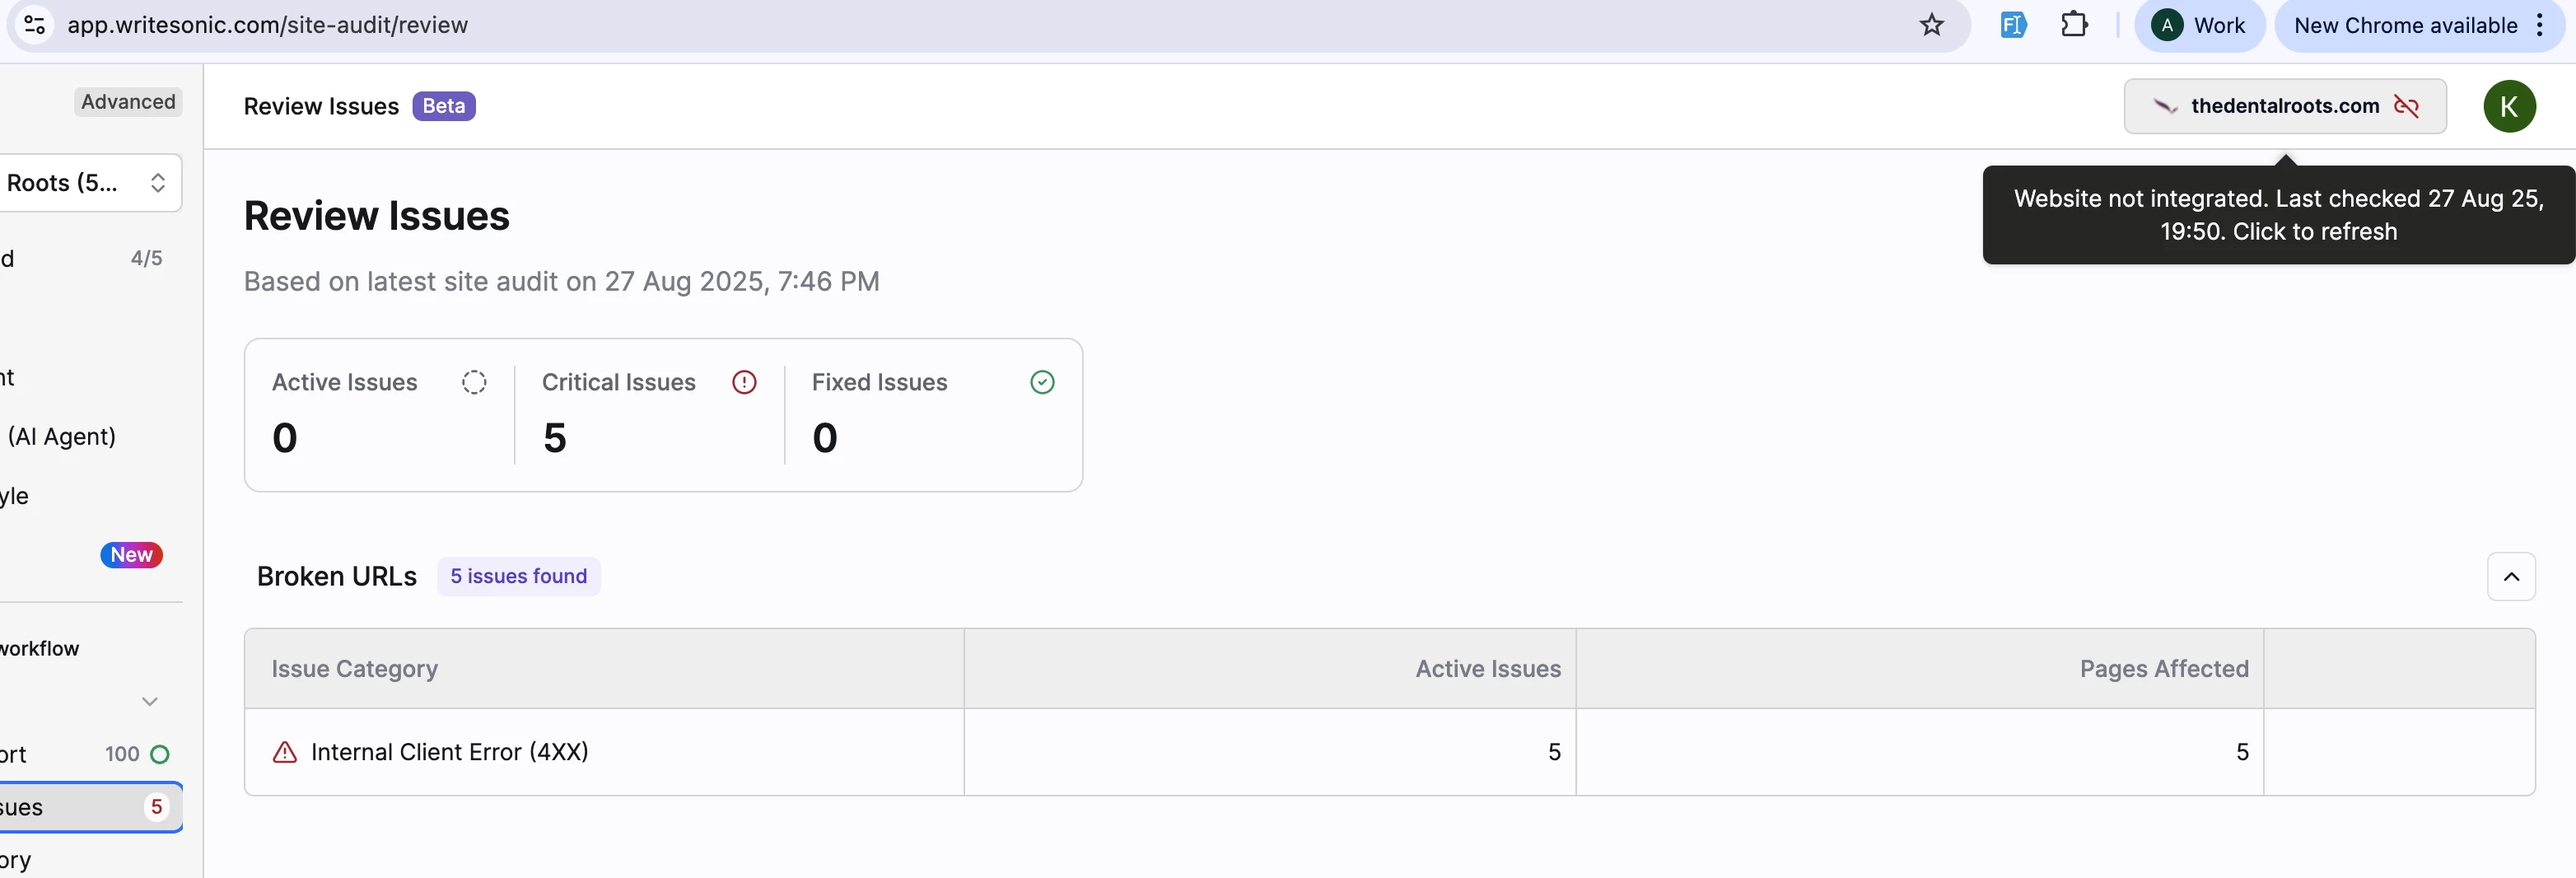 app.writesonic.com/site-audit/review
A Work
New Chrome available
Advanced
Roots (5...
d 4/5
nt
(AI Agent)
yle
New
workflow
ort 100
sues 5
ory
Review Issues Beta
thedentalroots.com
K
Website not integrated. Last checked 27 Aug 25,
19:50. Click to refresh
Review Issues
Based on latest site audit on 27 Aug 2025, 7:46 PM
Active Issues
0
Critical Issues
5
Fixed Issues
0
Broken URLs 5 issues found
Issue Category Active Issues Pages Affected
Internal Client Error (4XX) 5 5